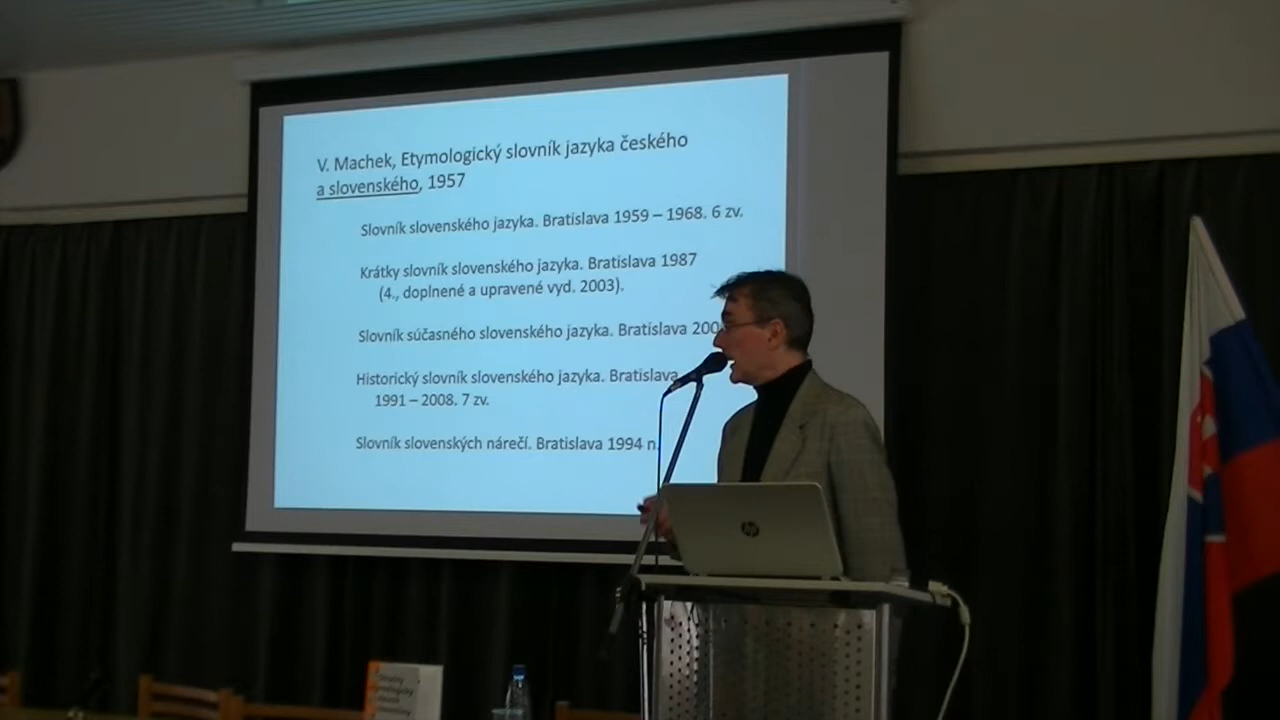 V. Machek, Etymologický slovník jazyka českého
a slovenského, 1957
Slovník slovenského jazyka. Bratislava 1959 – 1968. 6 zv.
Krátky slovník slovenského jazyka. Bratislava 1987
(4., doplnené a upravené vyd. 2003).
Slovník súčasného slovenského jazyka. Bratislava 200
Historický slovník slovenského jazyka. Bratislava
1991 – 2008. 7 zv.
Slovník slovenských nárečí. Bratislava 1994 n.
hp